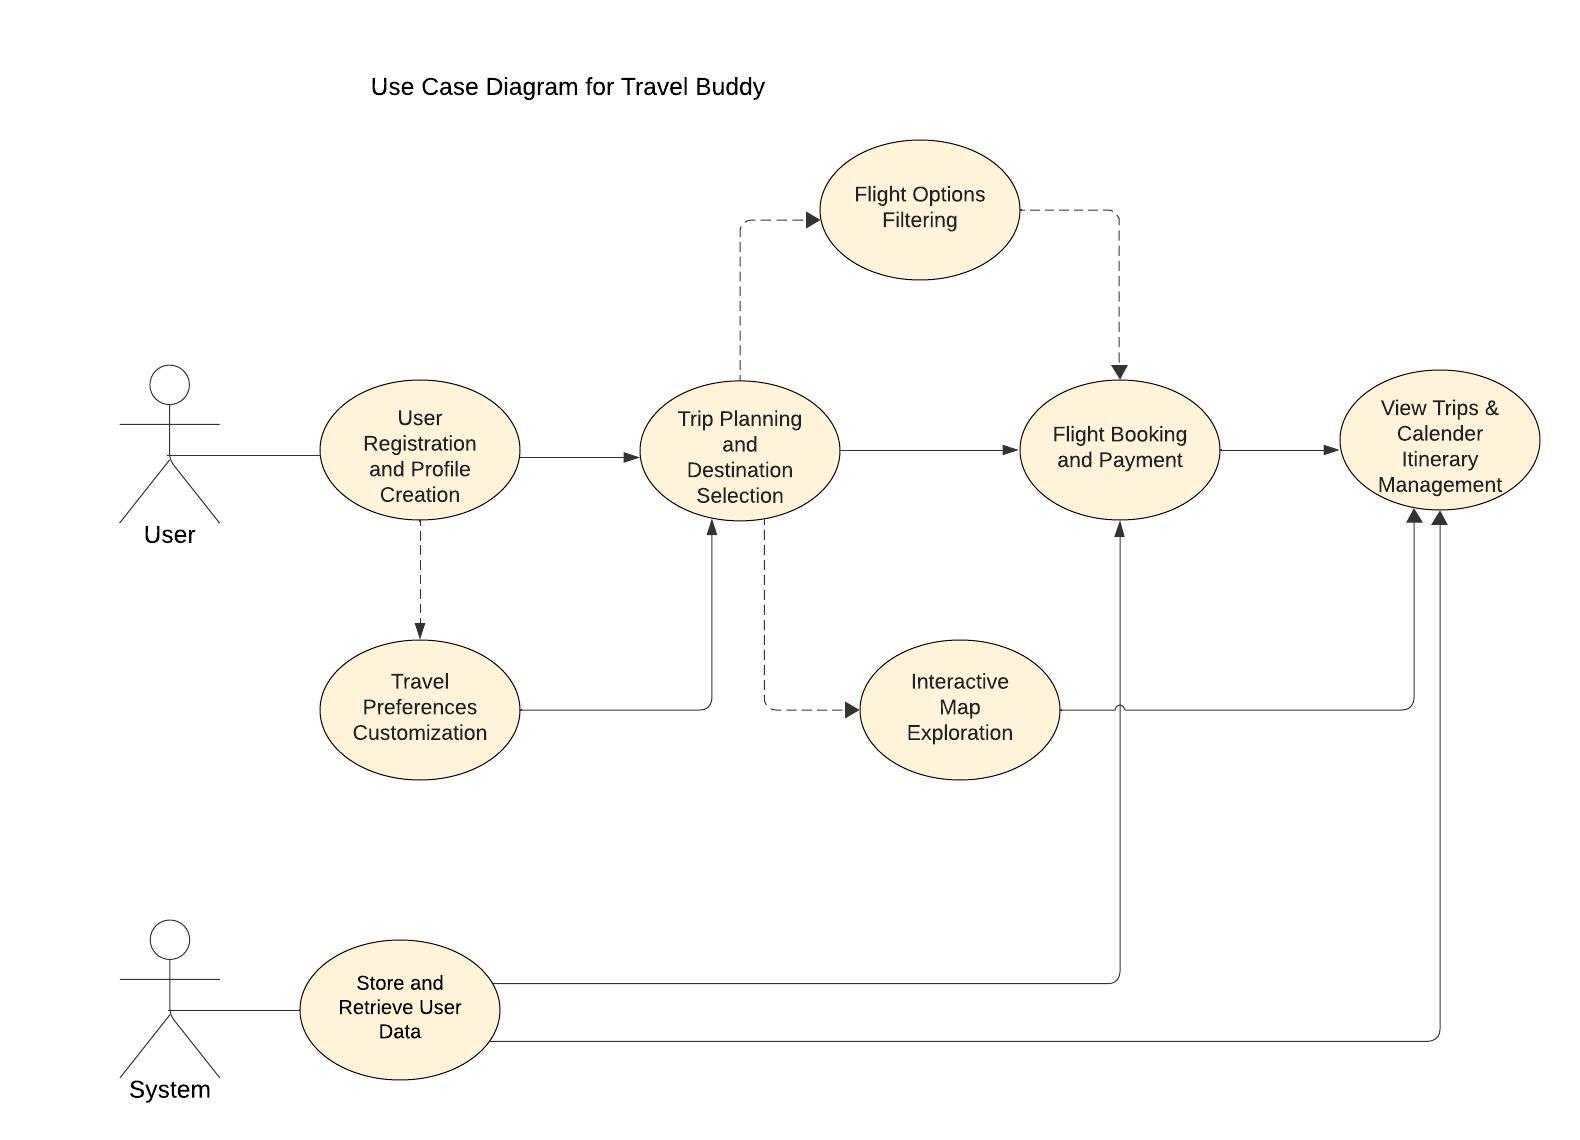 Use Case Diagram for Travel Buddy
Flight Options
Filtering
User
Registration
and Profile
Creation
Trip Planning
and
Destination
Selection
Flight Booking
and Payment
View Trips &
Calender
Itinerary
Management
User
Travel
Preferences
Customization
Interactive
Map
Exploration
Store and
Retrieve User
Data
System